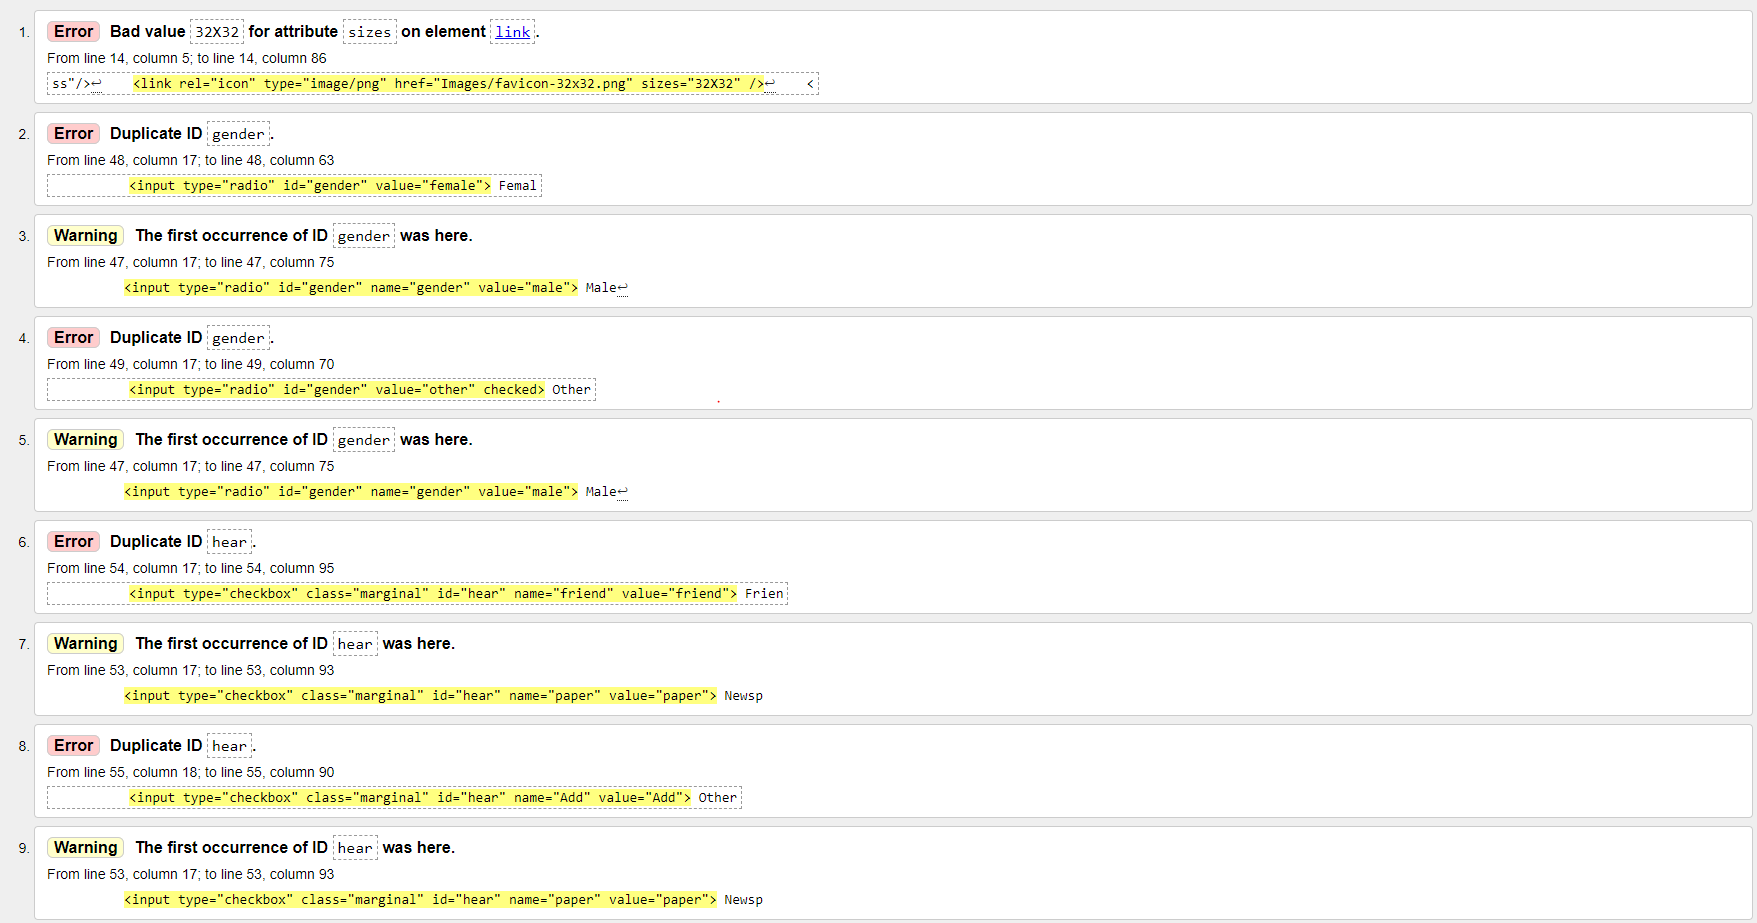 1. Error Bad value 32X32 for attribute sizes on element link.
From line 14, column 5; to line 14, column 86
ss"/>↩ <link rel="icon" type="image/png" href="Images/favicon-32x32.png" sizes="32X32" />↩ <
2. Error Duplicate ID gender.
From line 48, column 17; to line 48, column 63
<input type="radio" id="gender" value="female"> Femal
3. Warning The first occurrence of ID gender was here.
From line 47, column 17; to line 47, column 75
<input type="radio" id="gender" name="gender" value="male"> Male↩
4. Error Duplicate ID gender.
From line 49, column 17; to line 49, column 70
<input type="radio" id="gender" value="other" checked> Other
5. Warning The first occurrence of ID gender was here.
From line 47, column 17; to line 47, column 75
<input type="radio" id="gender" name="gender" value="male"> Male↩
6. Error Duplicate ID hear.
From line 54, column 17; to line 54, column 95
<input type="checkbox" class="marginal" id="hear" name="friend" value="friend"> Frien
7. Warning The first occurrence of ID hear was here.
From line 53, column 17; to line 53, column 93
<input type="checkbox" class="marginal" id="hear" name="paper" value="paper"> Newsp
8. Error Duplicate ID hear.
From line 55, column 18; to line 55, column 90
<input type="checkbox" class="marginal" id="hear" name="Add" value="Add"> Other
9. Warning The first occurrence of ID hear was here.
From line 53, column 17; to line 53, column 93
<input type="checkbox" class="marginal" id="hear" name="paper" value="paper"> Newsp